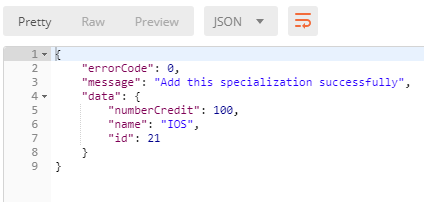 Pretty Raw Preview JSON
1 {
2 "errorCode": 0,
3 "message": "Add this specialization successfully",
4 "data": {
5 "numberCredit": 100,
6 "name": "IOS",
7 "id": 21
8 }
9 }